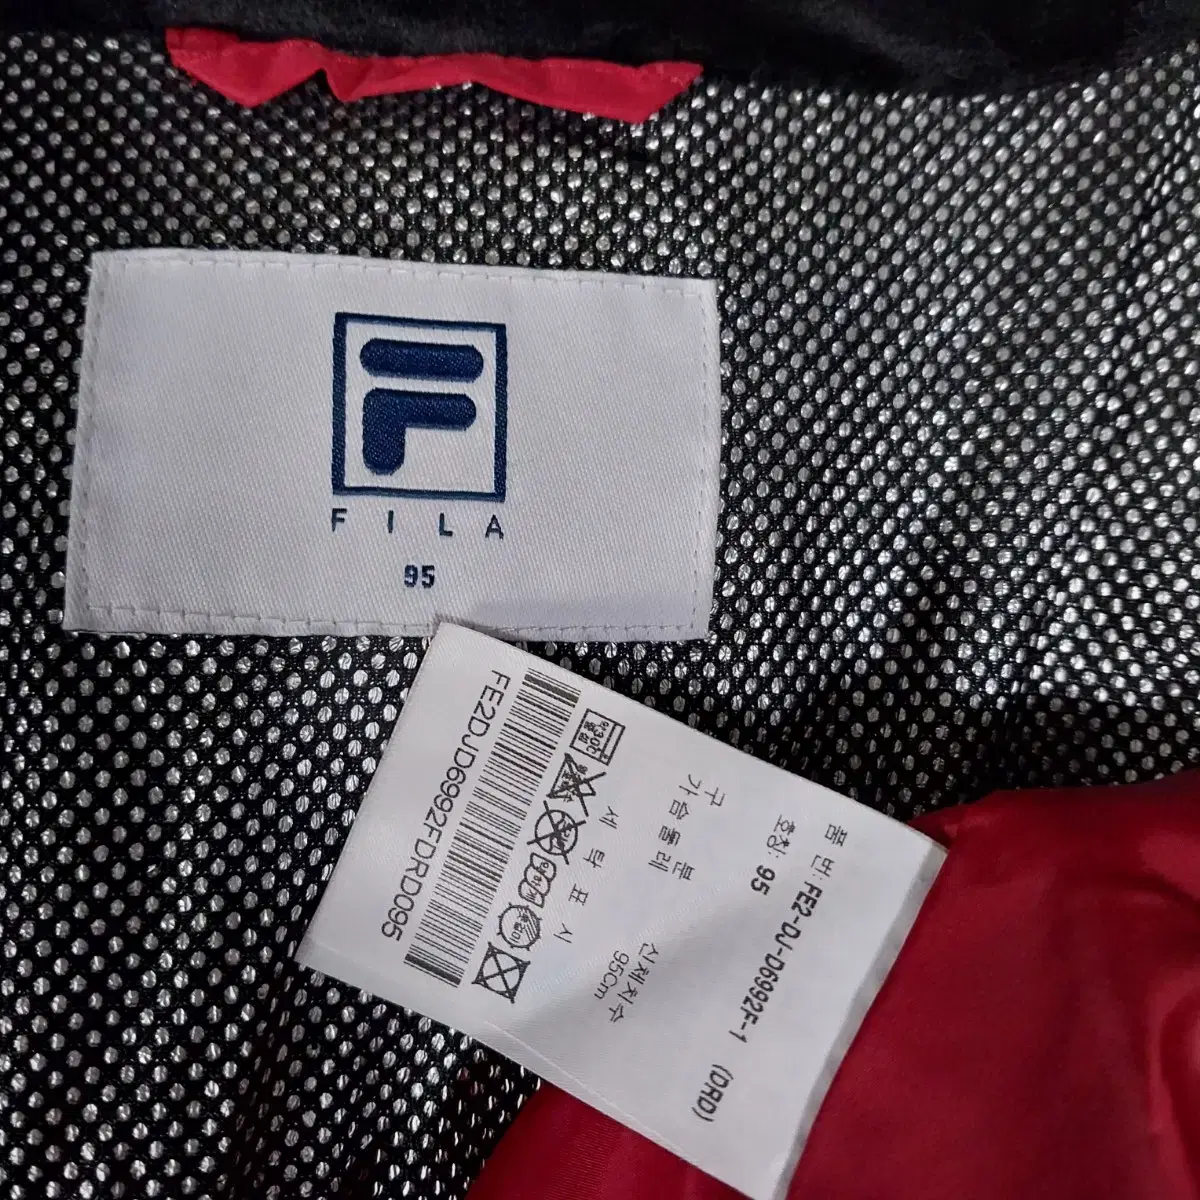 FILA
95
품 번: FE2-DJ-D6992F-1 (DRD)
호칭: 95
구 분 신체치수
가슴둘레 95Cm
세 탁 표 시
FE2DJD6992FDRD095